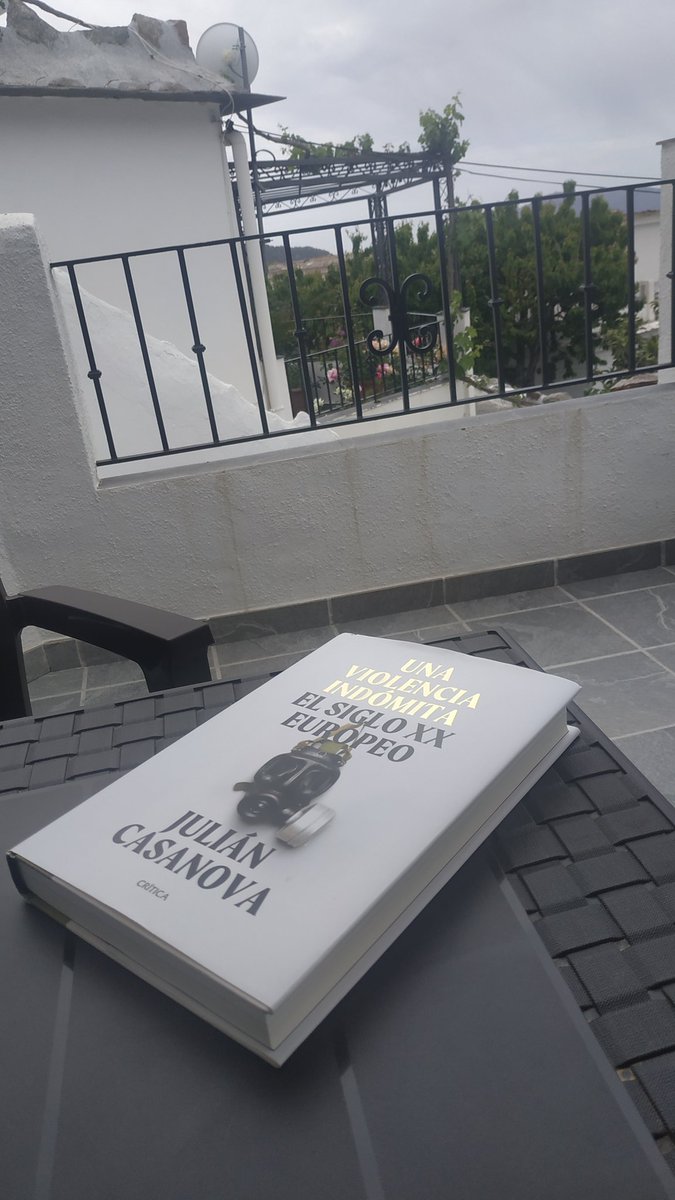 UNA
VIOLENCIA
INDÓMITA
EL SIGLO XX
EUROPEO
JULIÁN
CASANOVA
CRÍTICA